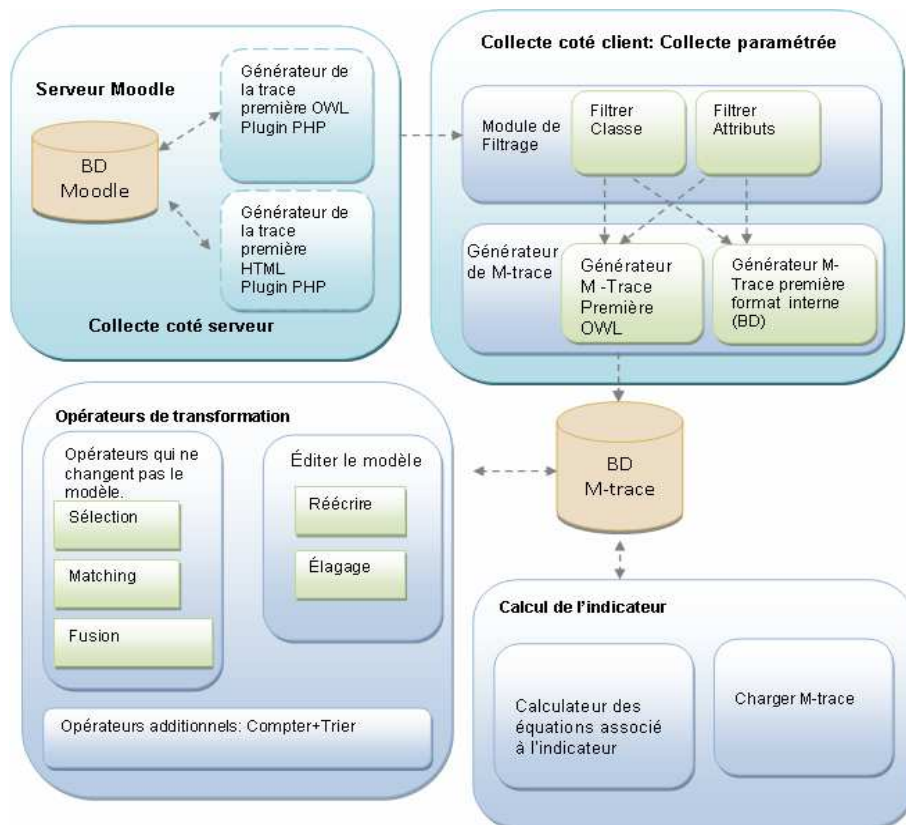 Serveur Moodle
BD
Moodle
Générateur de
la trace
première OWL
Plugin PHP
Générateur de
la trace
première
HTML
Plugin PHP
Collecte coté serveur
Collecte coté client: Collecte paramétrée
Module de
Filtrage
Filtrer
Classe
Filtrer
Attributs
Générateur
de M-trace
Générateur
M -Trace
Première
OWL
Générateur M-
Trace première
format interne
(BD)
Opérateurs de transformation
Opérateurs qui ne
changent pas le
modèle.
Sélection
Matching
Fusion
Éditer le modèle
Réécrire
Élagage
Opérateurs additionnels: Compter+Trier
BD
M-trace
Calcul de l'indicateur
Calculateur des
équations associé
à l'indicateur
Charger M-trace